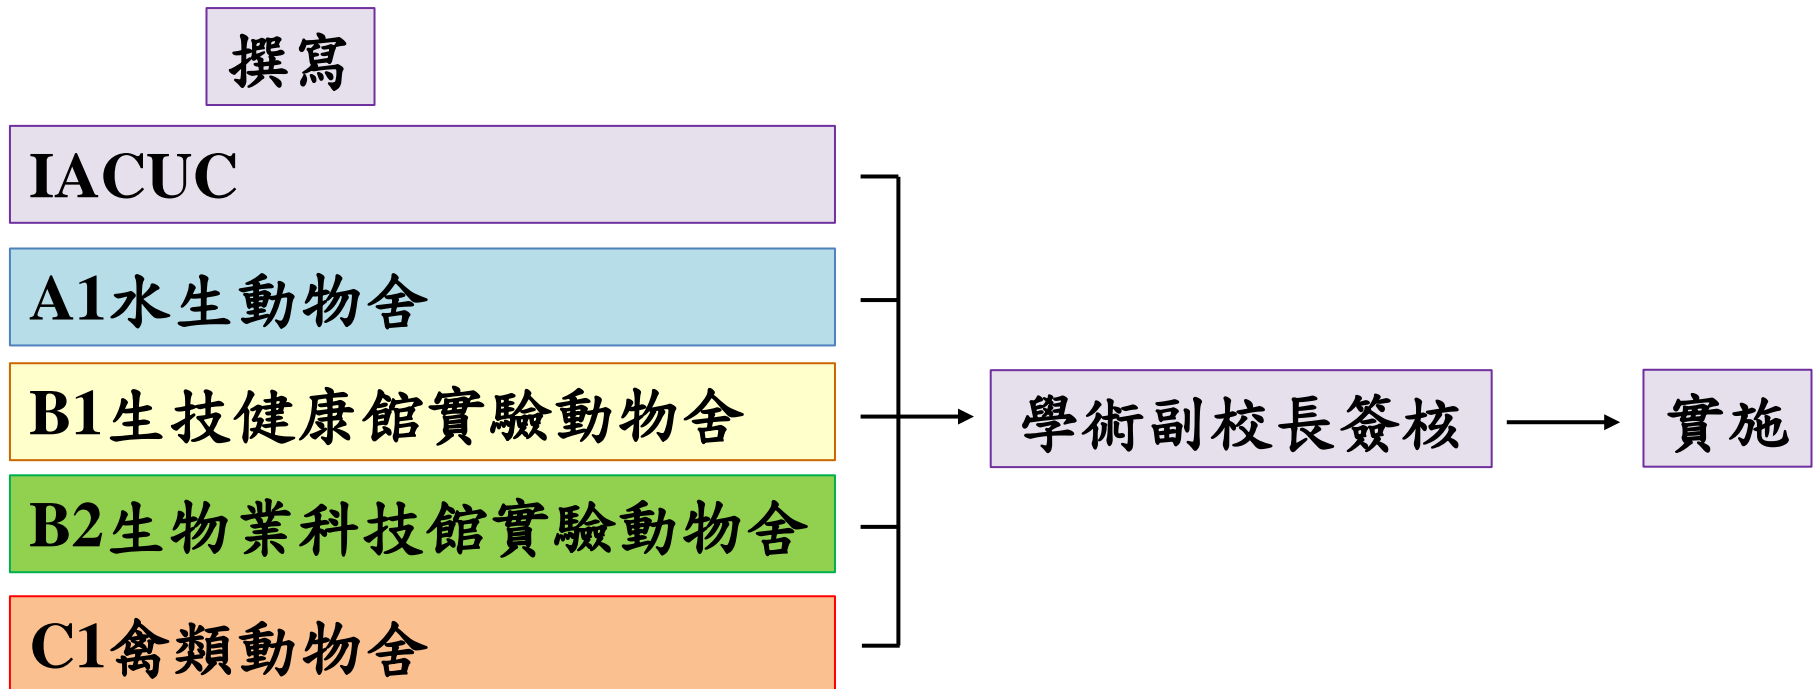 撰寫
IACUC
A1水生動物舍
B1生技健康館實驗動物舍
B2生物業科技館實驗動物舍
C1禽類動物舍
學術副校長簽核
實施